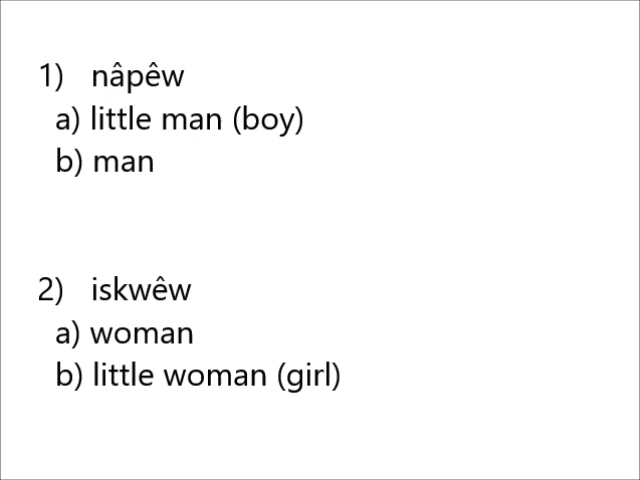 1) nâpêw
a) little man (boy)
b) man
2) iskwêw
a) woman
b) little woman (girl)